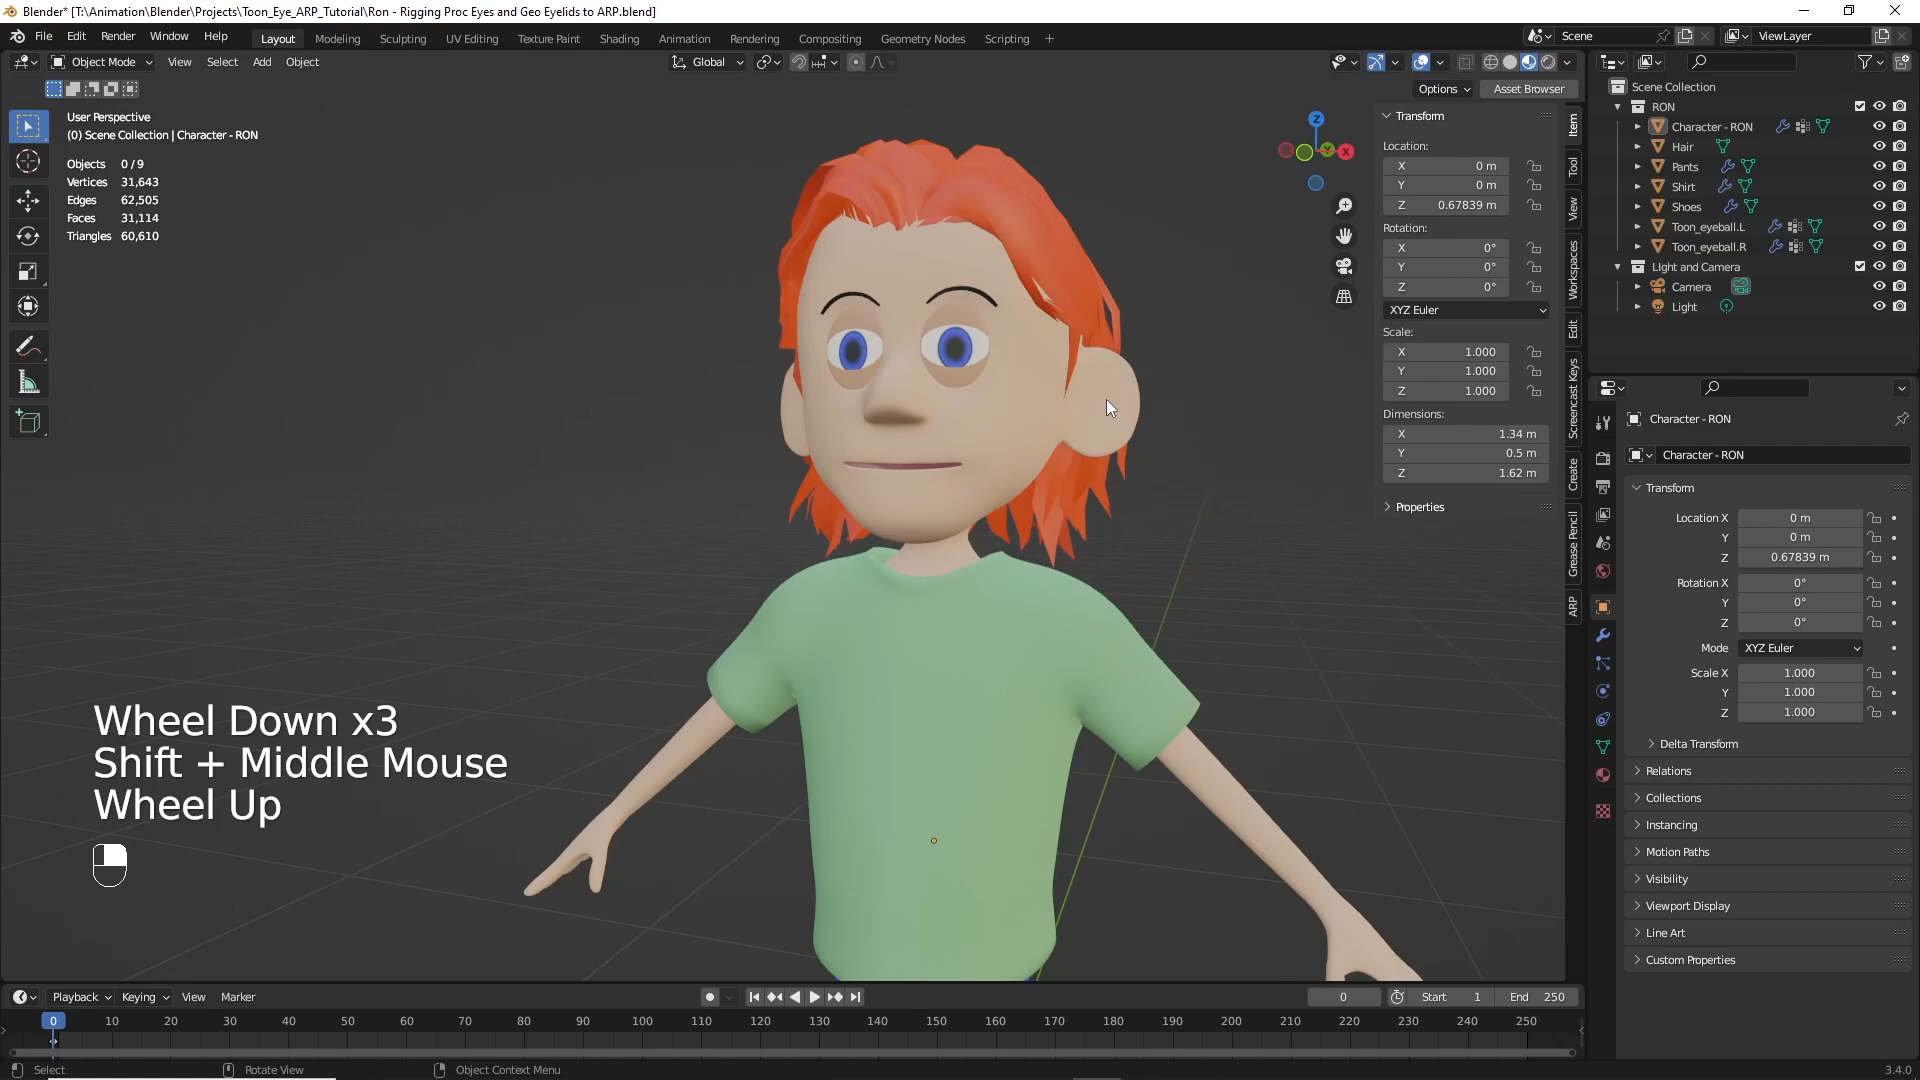 Blender* [T:\Animation\Blender\Projects\Toon_Eye_ARP_Tutorial\Ron - Rigging Proc Eyes and Geo Eyelids to ARP.blend]
File Edit Render Window Help
Layout Modeling Sculpting UV Editing Texture Paint Shading Animation Rendering Compositing Geometry Nodes Scripting +
Scene
ViewLayer
Object Mode View Select Add Object
Global
Options
Asset Browser
User Perspective
(0) Scene Collection | Character - RON
Objects 0/9
Vertices 31,643
Edges 62,505
Faces 31,114
Triangles 60,610
Z
Y
X
Transform
Location:
X 0 m
Y 0 m
Z 0.67839 m
Rotation:
X 0°
Y 0°
Z 0°
XYZ Euler
Scale:
X 1.000
Y 1.000
Z 1.000
Dimensions:
X 1.34 m
Y 0.5 m
Z 1.62 m
Properties
Item
Tool
View
Workspaces
Edit
Screencast Keys
Create
Grease Pencil
ARP
Scene Collection
RON
Character - RON
Hair
Pants
Shirt
Shoes
Toon_eyeball.L
Toon_eyeball.R
LIght and Camera
Camera
Light
Character - RON
Character - RON
Transform
Location X 0 m
Y 0 m
Z 0.67839 m
Rotation X 0°
Y 0°
Z 0°
Mode XYZ Euler
Scale X 1.000
Y 1.000
Z 1.000
Delta Transform
Relations
Collections
Instancing
Motion Paths
Visibility
Viewport Display
Line Art
Custom Properties
Wheel Down x3
Shift + Middle Mouse
Wheel Up
Playback Keying View Marker
0
Start 1
End 250
0 10 20 30 40 50 60 70 80 90 100 110 120 130 140 150 160 170 180 190 200 210 220 230 240 250
Select
Rotate View
Object Context Menu
3.4.0